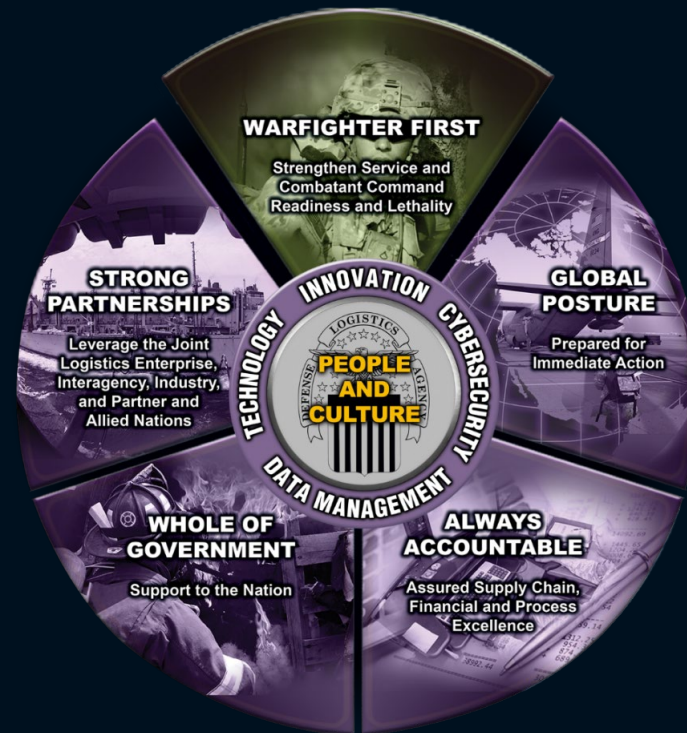 WARFIGHTER FIRST
Strengthen Service and
Combatant Command
Readiness and Lethality
GLOBAL
POSTURE
Prepared for
Immediate Action
ALWAYS
ACCOUNTABLE
Assured Supply Chain,
Financial and Process
Excellence
WHOLE OF
GOVERNMENT
Support to the Nation
STRONG
PARTNERSHIPS
Leverage the Joint
Logistics Enterprise,
Interagency, Industry,
and Partner and
Allied Nations
TECHNOLOGY
INNOVATION
CYBERSECURITY
DATA MANAGEMENT
DEFENSE
LOGISTICS
AGENCY
PEOPLE
AND
CULTURE